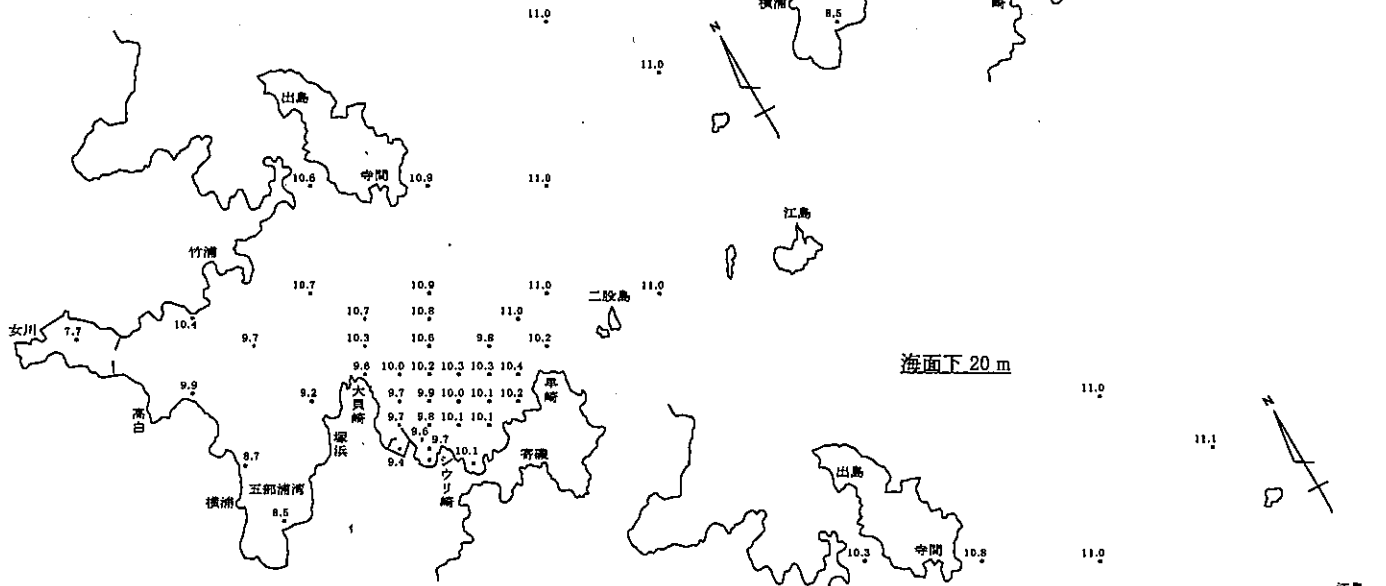 11.0
横浦
8.5
崎
N
11.0
出島
10.6
寺間
10.9
11.0
江島
竹浦
10.7
10.9
11.0
二股島
11.0
10.7
10.8
11.0
女川
7.7
10.4
9.7
10.3
10.6
9.8
10.2
海面下 20 m
9.6
10.0
10.2
10.3
10.3
10.4
早崎
9.9
9.2
大貝崎
9.7
9.9
10.0
10.1
10.2
11.0
N
高白
塚浜
9.7
9.8
10.1
10.1
9.6
9.7
11.1
9.4
10.1
寄磯
8.7
シウリ崎
出島
横浦
五部浦湾
8.5
10.3
寺間
10.8
11.0